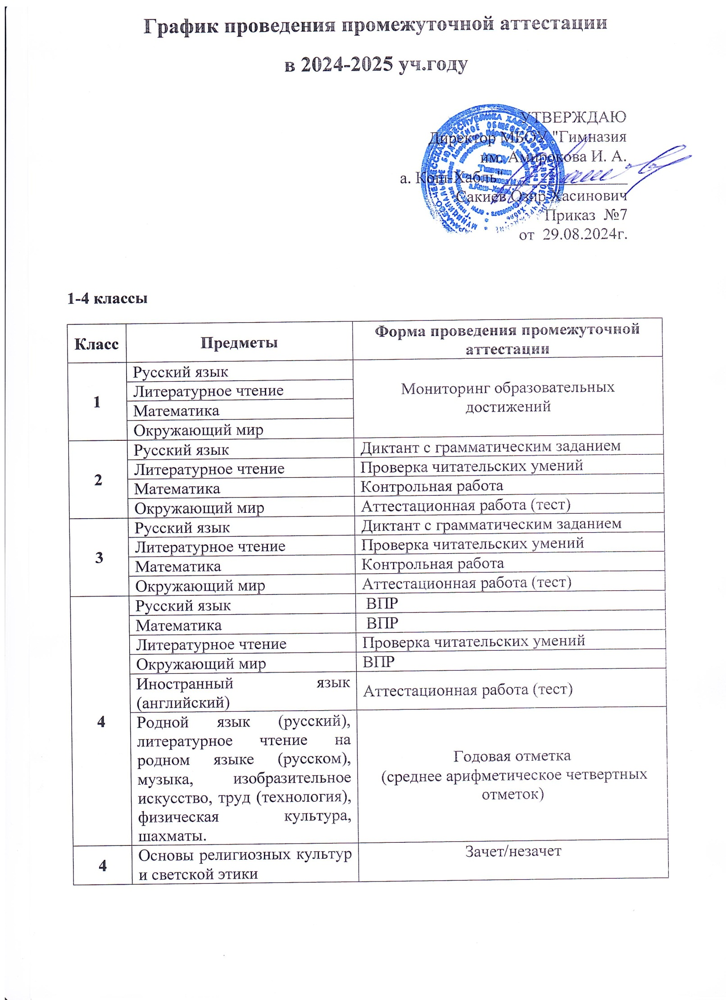 График проведения промежуточной аттестации
в 2024-2025 уч.году
УТВЕРЖДАЮ
Директор МБОУ "Гимназия
им. Амирокова И. А.
а. Кош-Хабль"
Сакиев Озир Хасинович
Приказ №7
от 29.08.2024г.
1-4 классы
Класс
Предметы
Форма проведения промежуточной
аттестации
1
Русский язык
Литературное чтение
Математика
Окружающий мир
Мониторинг образовательных
достижений
2
Русский язык
Диктант с грамматическим заданием
Литературное чтение
Проверка читательских умений
Математика
Контрольная работа
Окружающий мир
Аттестационная работа (тест)
3
Русский язык
Диктант с грамматическим заданием
Литературное чтение
Проверка читательских умений
Математика
Контрольная работа
Окружающий мир
Аттестационная работа (тест)
4
Русский язык
ВПР
Математика
ВПР
Литературное чтение
Проверка читательских умений
Окружающий мир
ВПР
Иностранный язык
(английский)
Аттестационная работа (тест)
Родной язык (русский),
литературное чтение на
родном языке (русском),
музыка, изобразительное
искусство, труд (технология),
физическая культура,
шахматы.
Годовая отметка
(среднее арифметическое четвертных
отметок)
4
Основы религиозных культур
и светской этики
Зачет/незачет